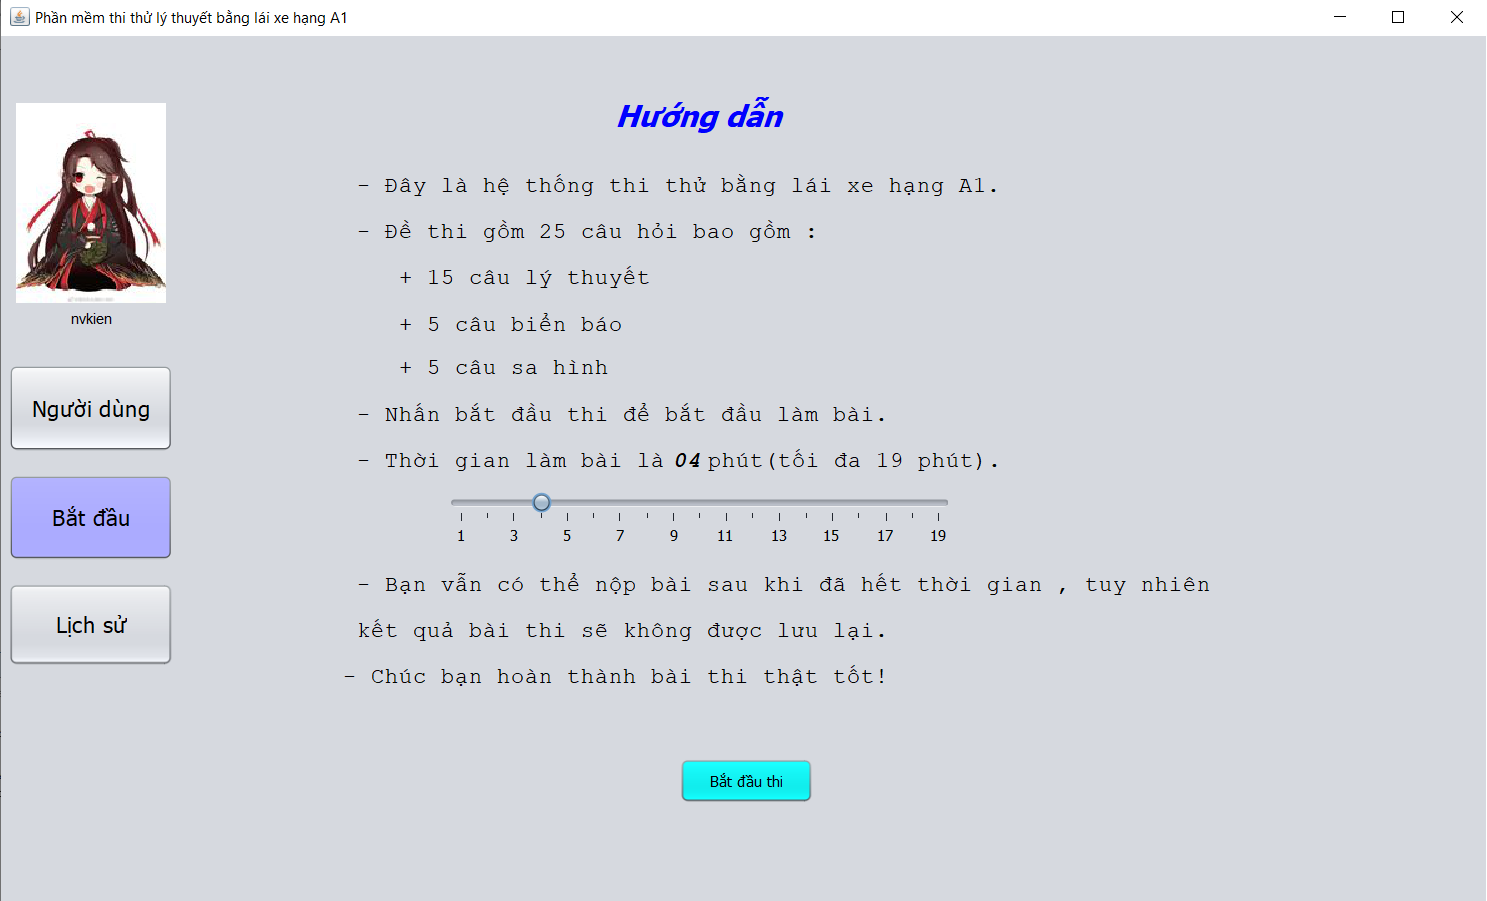 Phần mềm thi thử lý thuyết bằng lái xe hạng A1
Hướng dẫn
- Đây là hệ thống thi thử bằng lái xe hạng A1.
- Đề thi gồm 25 câu hỏi bao gồm :
+ 15 câu lý thuyết
+ 5 câu biển báo
+ 5 câu sa hình
- Nhấn bắt đầu thi để bắt đầu làm bài.
- Thời gian làm bài là 04 phút(tối đa 19 phút).
1 3 5 7 9 11 13 15 17 19
- Bạn vẫn có thể nộp bài sau khi đã hết thời gian , tuy nhiên
kết quả bài thi sẽ không được lưu lại.
- Chúc bạn hoàn thành bài thi thật tốt!
Bắt đầu thi
nvkien
Người dùng
Bắt đầu
Lịch sử